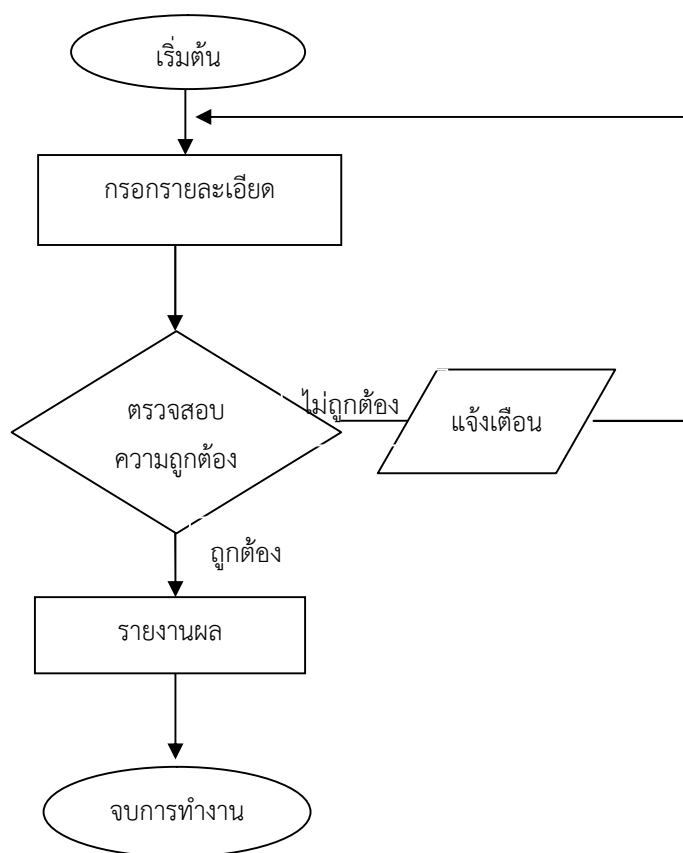 เริ่มต้น
กรอกรายละเอียด
ตรวจสอบ
ความถูกต้อง
ไม่ถูกต้อง
แจ้งเตือน
ถูกต้อง
รายงานผล
จบการทำงาน